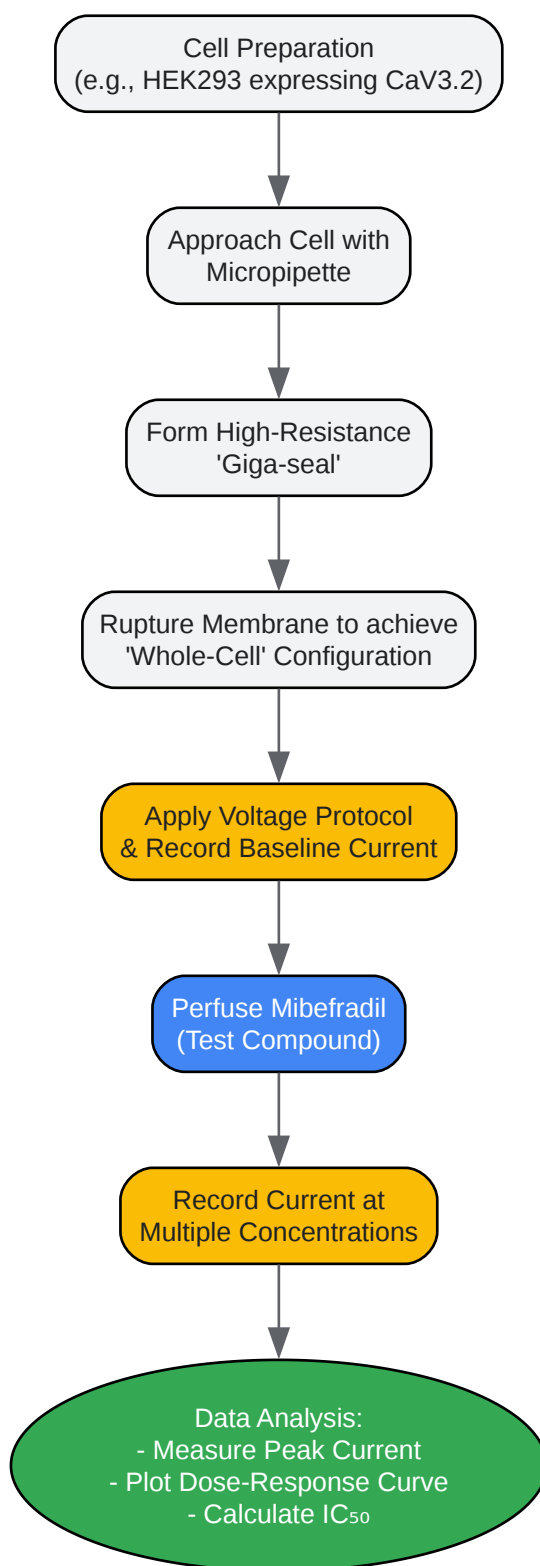 Cell Preparation
(e.g., HEK293 expressing CaV3.2)
Approach Cell with
Micropipette
Form High-Resistance
'Giga-seal'
Rupture Membrane to achieve
'Whole-Cell' Configuration
Apply Voltage Protocol
& Record Baseline Current
Perfuse Mibefradil
(Test Compound)
Record Current at
Multiple Concentrations
Data Analysis:
- Measure Peak Current
- Plot Dose-Response Curve
- Calculate IC₅₀